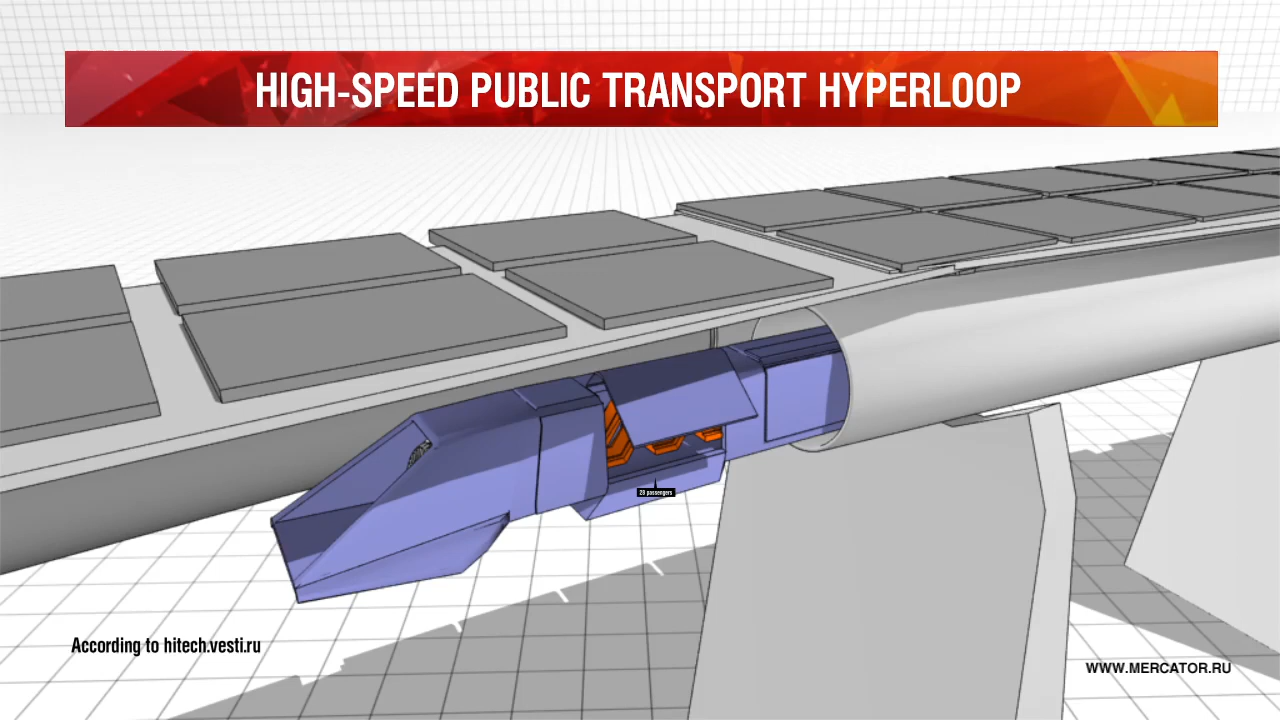 HIGH-SPEED PUBLIC TRANSPORT HYPERLOOP
28 passengers
According to hitech.vesti.ru
WWW.MERCATOR.RU